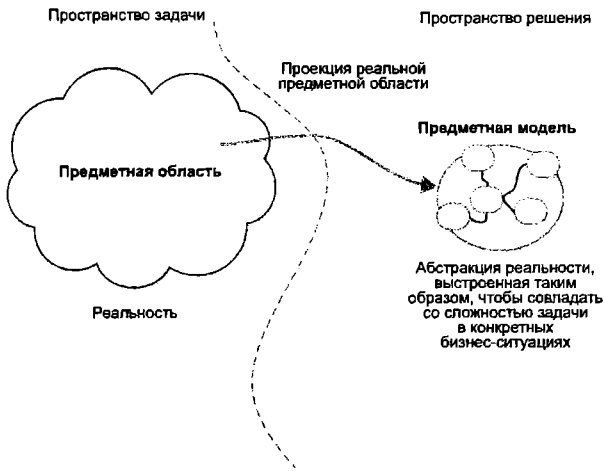 Пространство задачи
Пространство решения
Проекция реальной
предметной области
Предметная модель
Предметная область
Абстракция реальности,
выстроенная таким
образом, чтобы совладать
со сложностью задачи
в конкретных
бизнес-ситуациях
Реальность